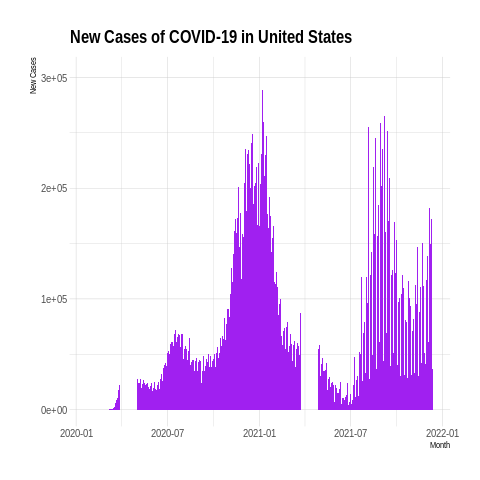 New Cases of COVID-19 in United States
New Cases
3e+05
2e+05
1e+05
0e+00
2020-01 2020-07 2021-01 2021-07 2022-01
Month